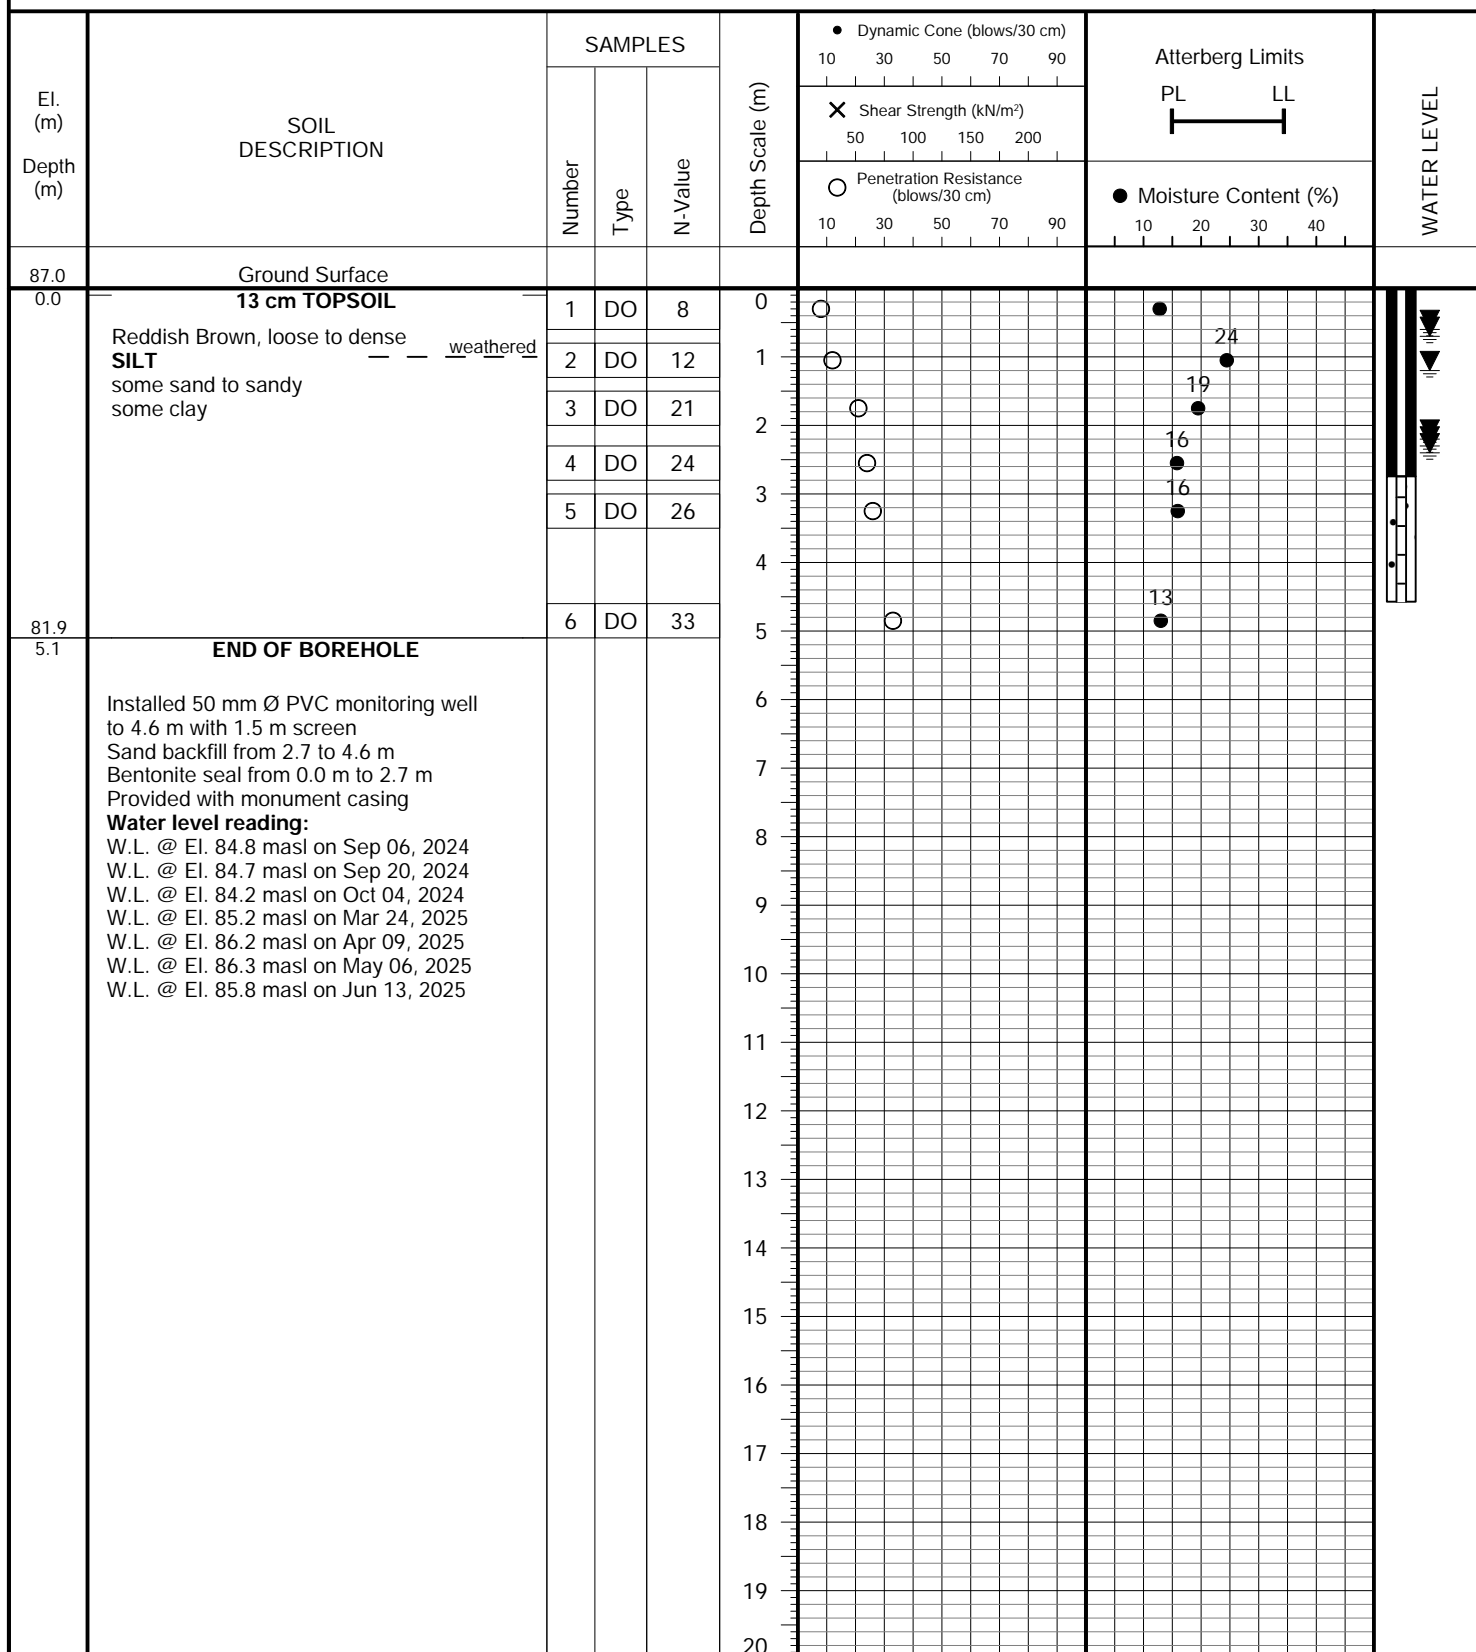 El.
(m)
Depth
(m)
SOIL
DESCRIPTION
SAMPLES
Number
Type
N-Value
Depth Scale (m)
Dynamic Cone (blows/30 cm)
10 30 50 70 90
Shear Strength (kN/m²)
50 100 150 200
Penetration Resistance
(blows/30 cm)
10 30 50 70 90
Atterberg Limits
PL LL
Moisture Content (%)
10 20 30 40
WATER LEVEL
87.0 Ground Surface
0.0 13 cm TOPSOIL
Reddish Brown, loose to dense
weathered
SILT
some sand to sandy
some clay
1 DO 8
2 DO 12
3 DO 21
4 DO 24
5 DO 26
6 DO 33
24
19
16
16
13
81.9
5.1 END OF BOREHOLE
Installed 50 mm Ø PVC monitoring well
to 4.6 m with 1.5 m screen
Sand backfill from 2.7 to 4.6 m
Bentonite seal from 0.0 m to 2.7 m
Provided with monument casing
Water level reading:
W.L. @ El. 84.8 masl on Sep 06, 2024
W.L. @ El. 84.7 masl on Sep 20, 2024
W.L. @ El. 84.2 masl on Oct 04, 2024
W.L. @ El. 85.2 masl on Mar 24, 2025
W.L. @ El. 86.2 masl on Apr 09, 2025
W.L. @ El. 86.3 masl on May 06, 2025
W.L. @ El. 85.8 masl on Jun 13, 2025
0
1
2
3
4
5
6
7
8
9
10
11
12
13
14
15
16
17
18
19
20